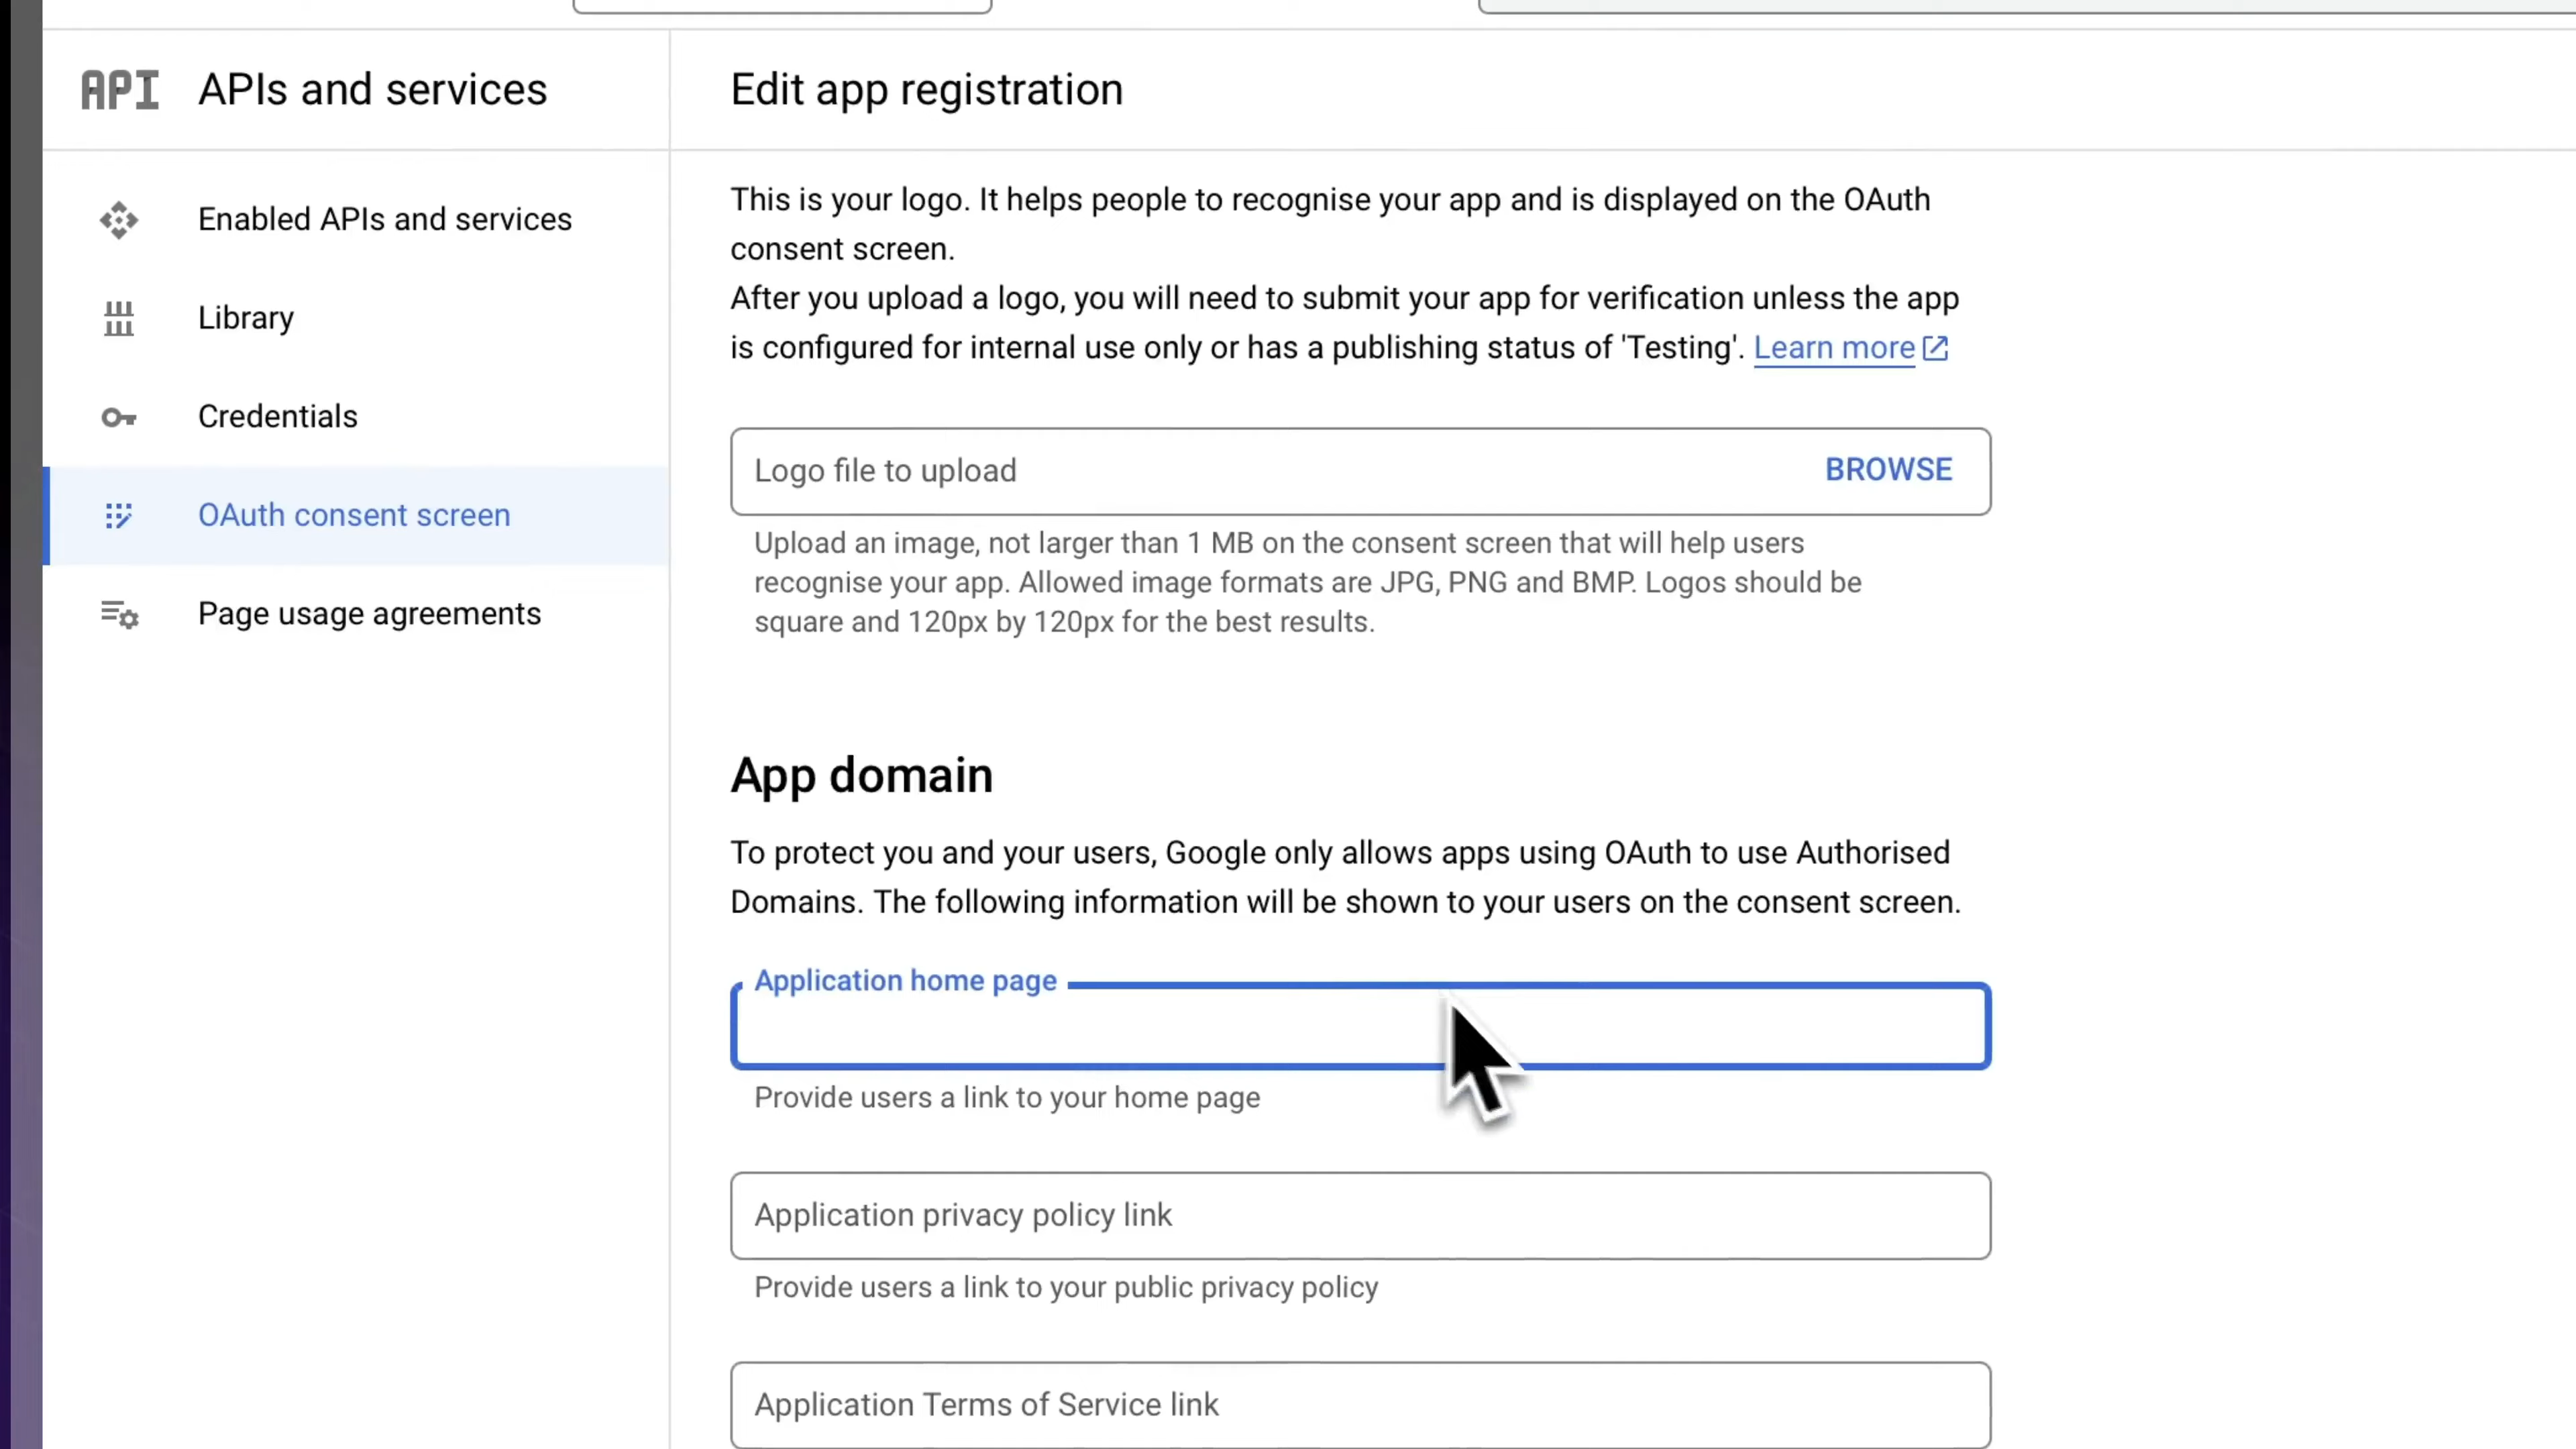 API APIs and services
Edit app registration
Enabled APIs and services
Library
Credentials
OAuth consent screen
Page usage agreements
This is your logo. It helps people to recognise your app and is displayed on the OAuth
consent screen.
After you upload a logo, you will need to submit your app for verification unless the app
is configured for internal use only or has a publishing status of 'Testing'. Learn more
Logo file to upload BROWSE
Upload an image, not larger than 1 MB on the consent screen that will help users
recognise your app. Allowed image formats are JPG, PNG and BMP. Logos should be
square and 120px by 120px for the best results.
App domain
To protect you and your users, Google only allows apps using OAuth to use Authorised
Domains. The following information will be shown to your users on the consent screen.
Application home page
Provide users a link to your home page
Application privacy policy link
Provide users a link to your public privacy policy
Application Terms of Service link